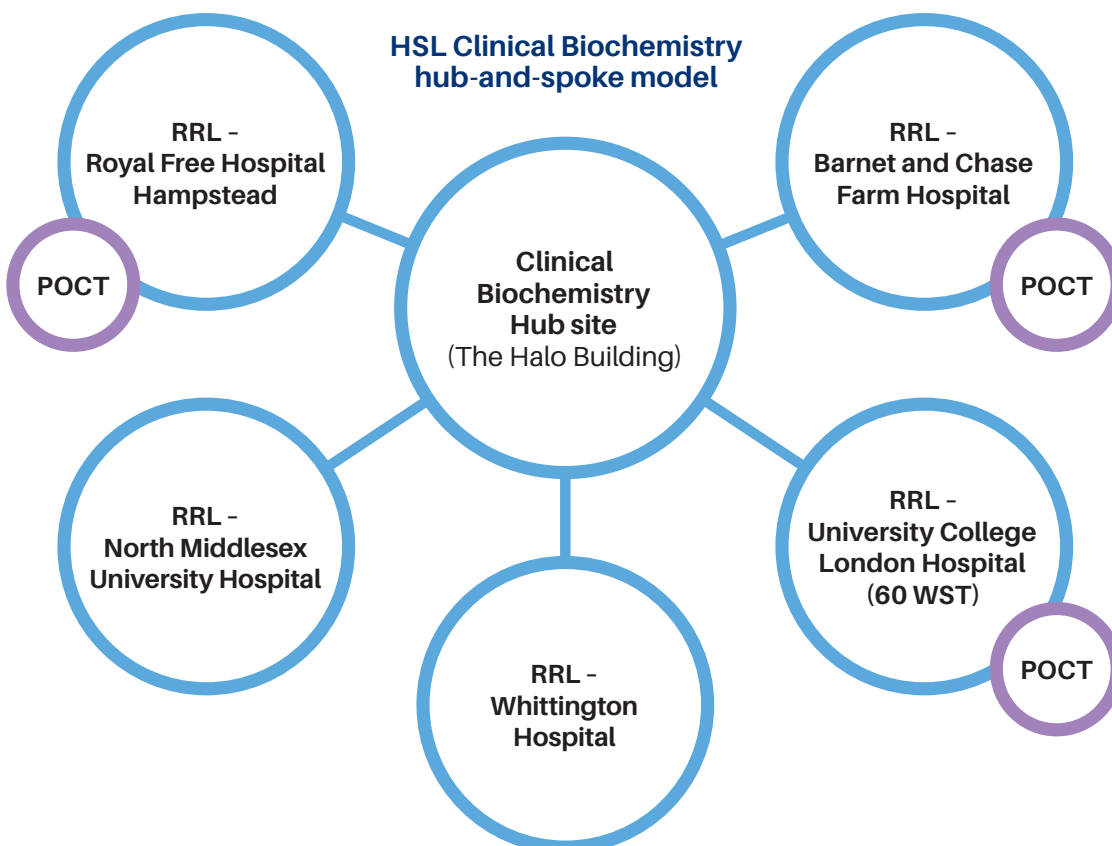 HSL Clinical Biochemistry
hub-and-spoke model
RRL –
Royal Free Hospital
Hampstead
POCT
RRL –
Barnet and Chase
Farm Hospital
POCT
Clinical
Biochemistry
Hub site
(The Halo Building)
RRL –
North Middlesex
University Hospital
RRL –
University College
London Hospital
(60 WST)
POCT
RRL –
Whittington
Hospital